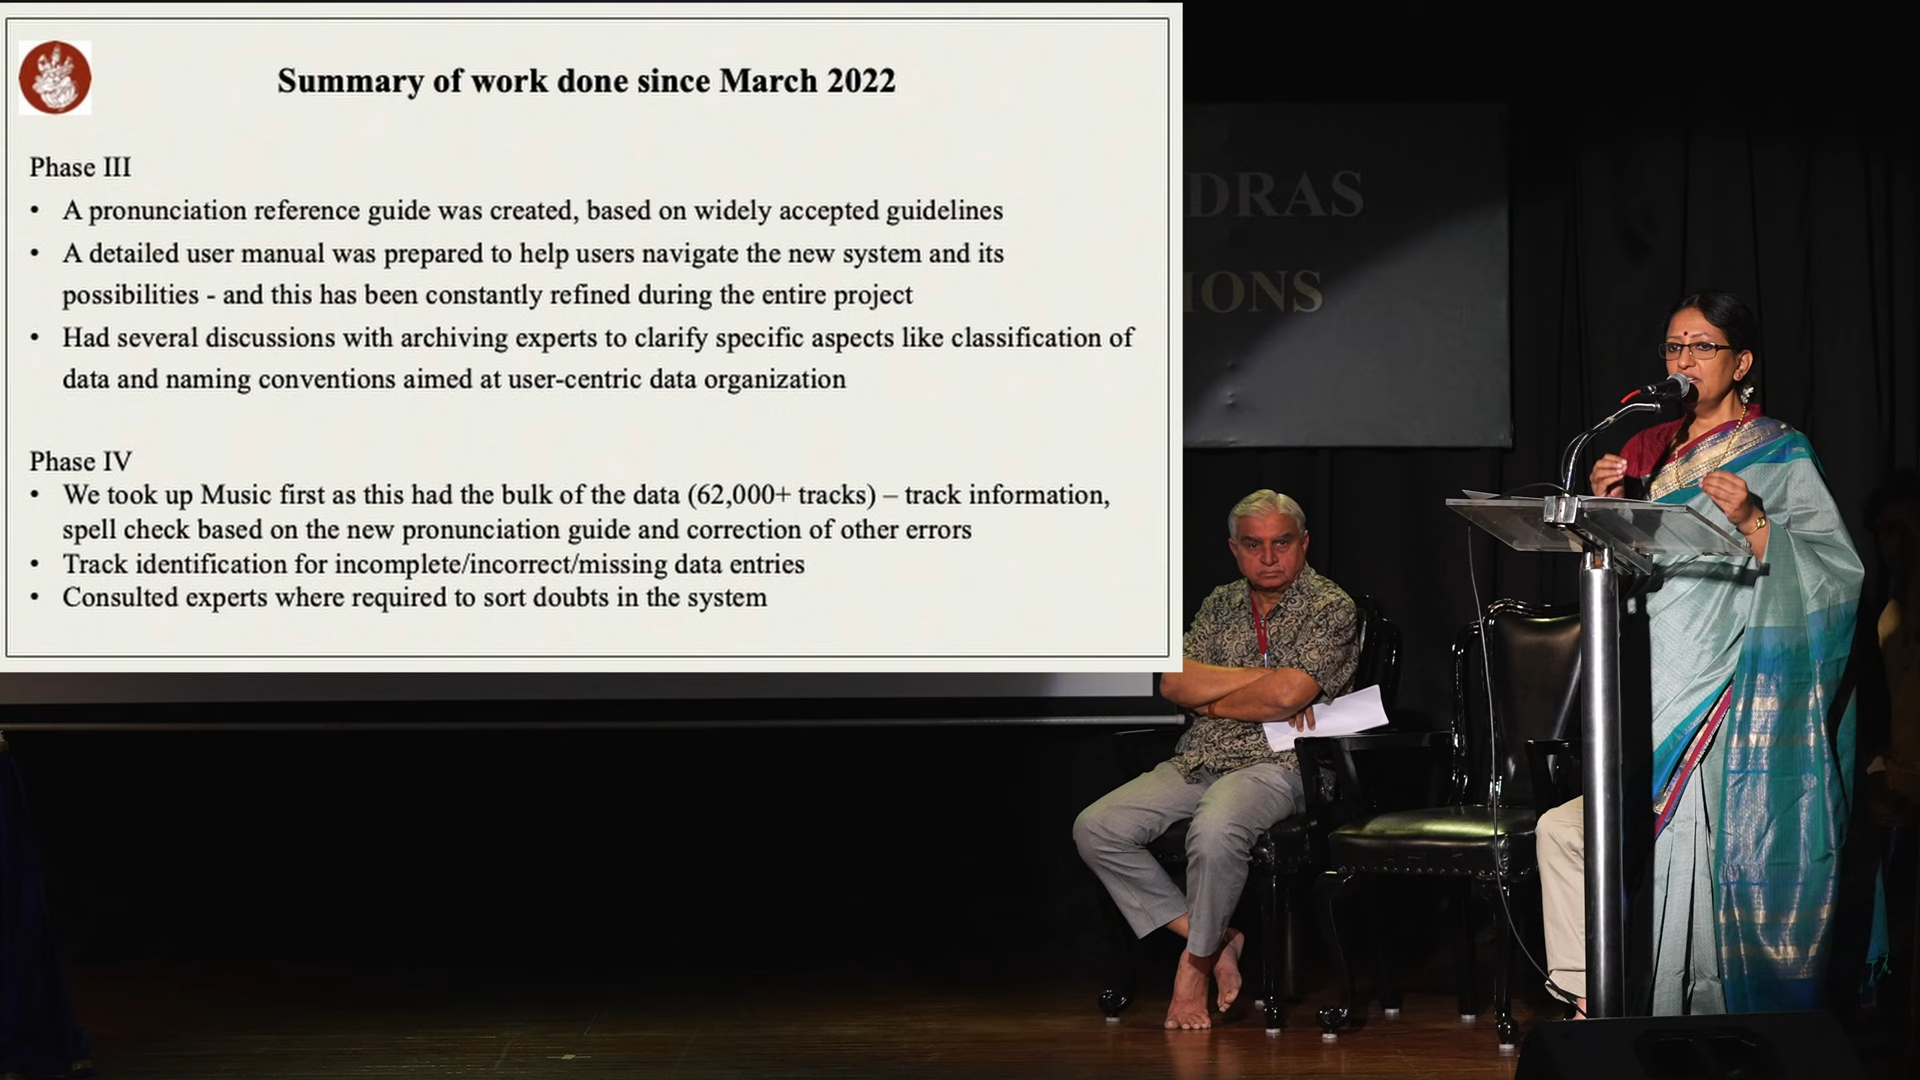 Summary of work done since March 2022
Phase III
• A pronunciation reference guide was created, based on widely accepted guidelines
• A detailed user manual was prepared to help users navigate the new system and its
possibilities - and this has been constantly refined during the entire project
• Had several discussions with archiving experts to clarify specific aspects like classification of
data and naming conventions aimed at user-centric data organization
Phase IV
• We took up Music first as this had the bulk of the data (62,000+ tracks) – track information,
spell check based on the new pronunciation guide and correction of other errors
• Track identification for incomplete/incorrect/missing data entries
• Consulted experts where required to sort doubts in the system
DRAS
IONS